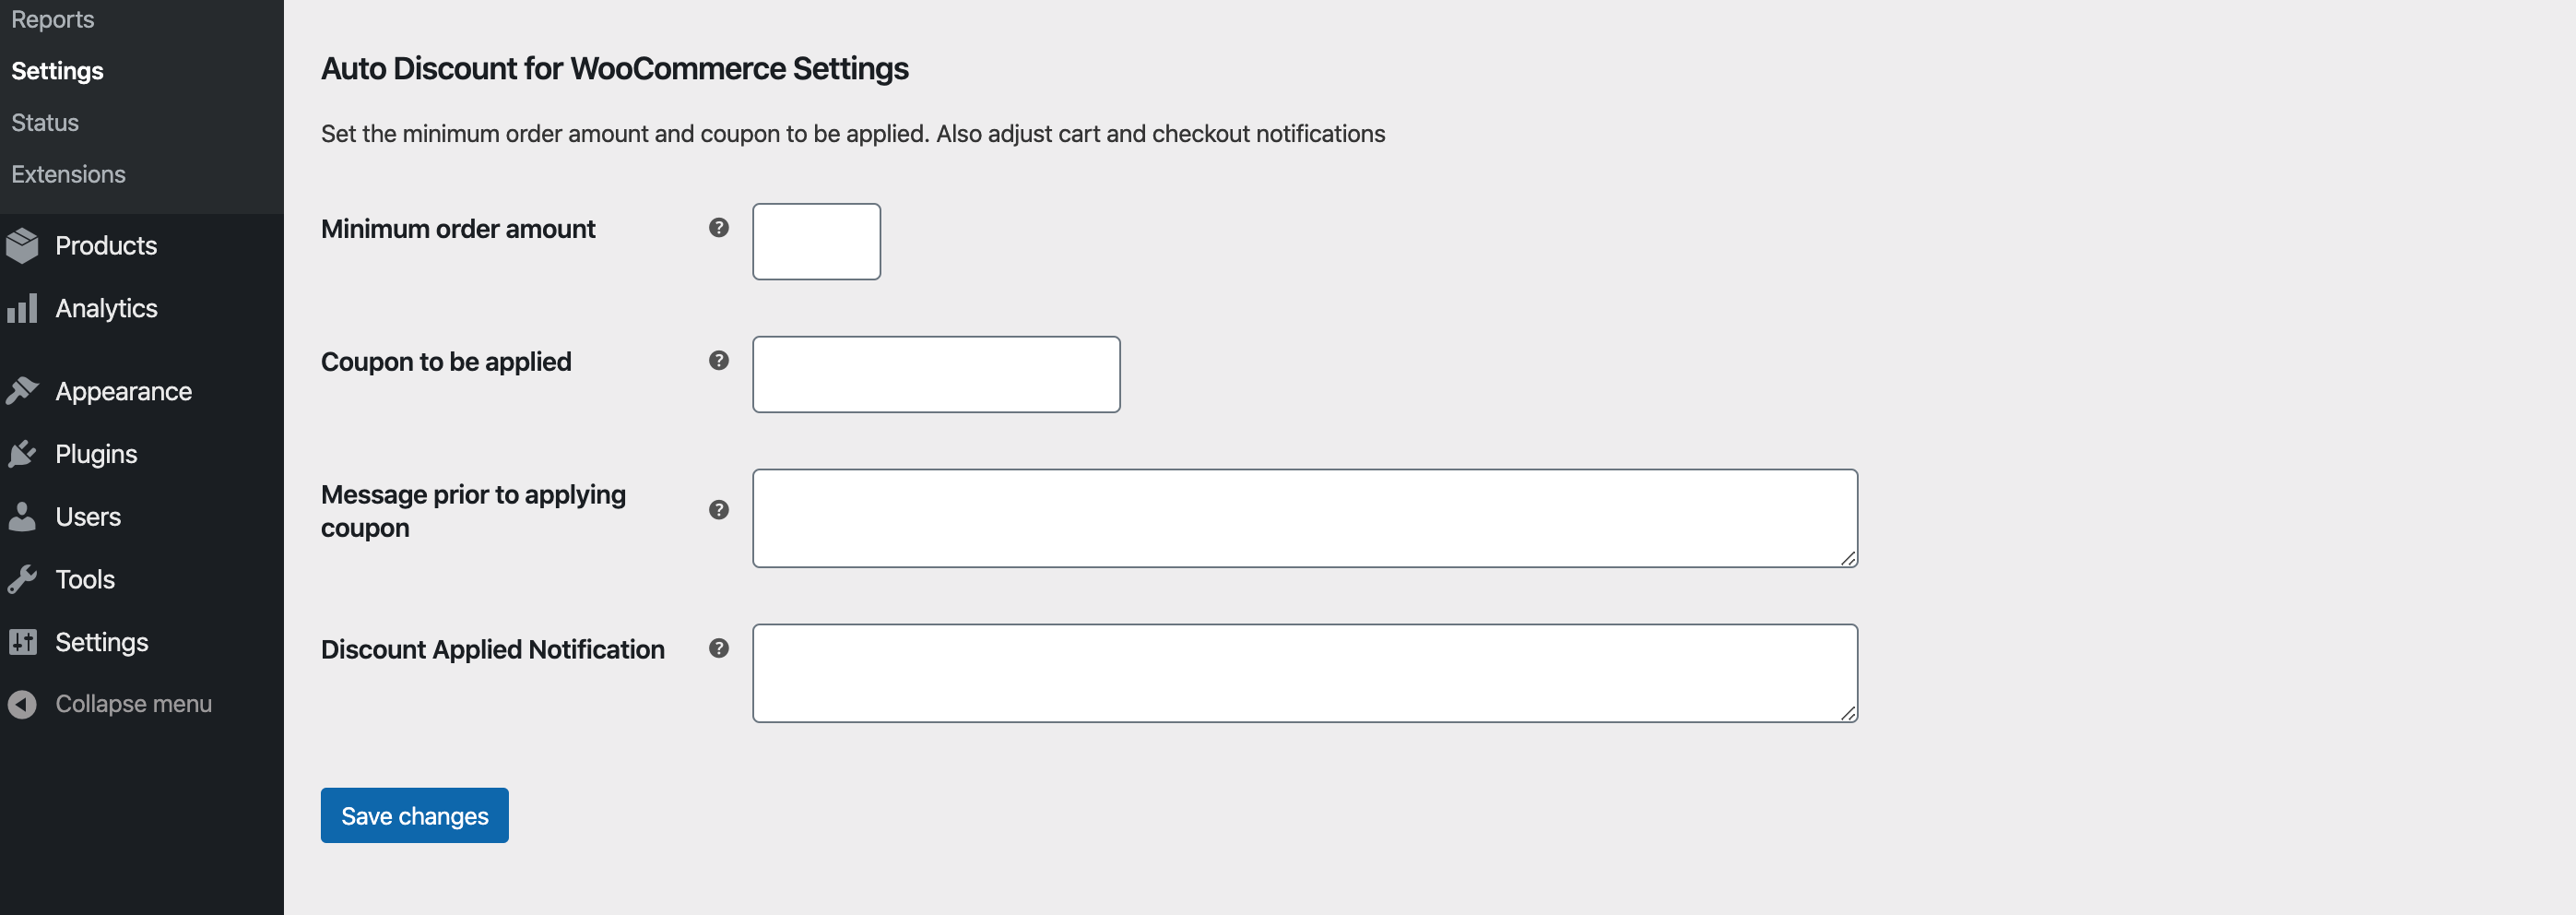 Reports
Settings
Status
Extensions
Products
Analytics
Appearance
Plugins
Users
Tools
Settings
Collapse menu
Auto Discount for WooCommerce Settings
Set the minimum order amount and coupon to be applied. Also adjust cart and checkout notifications
Minimum order amount
Coupon to be applied
Message prior to applying
coupon
Discount Applied Notification
Save changes